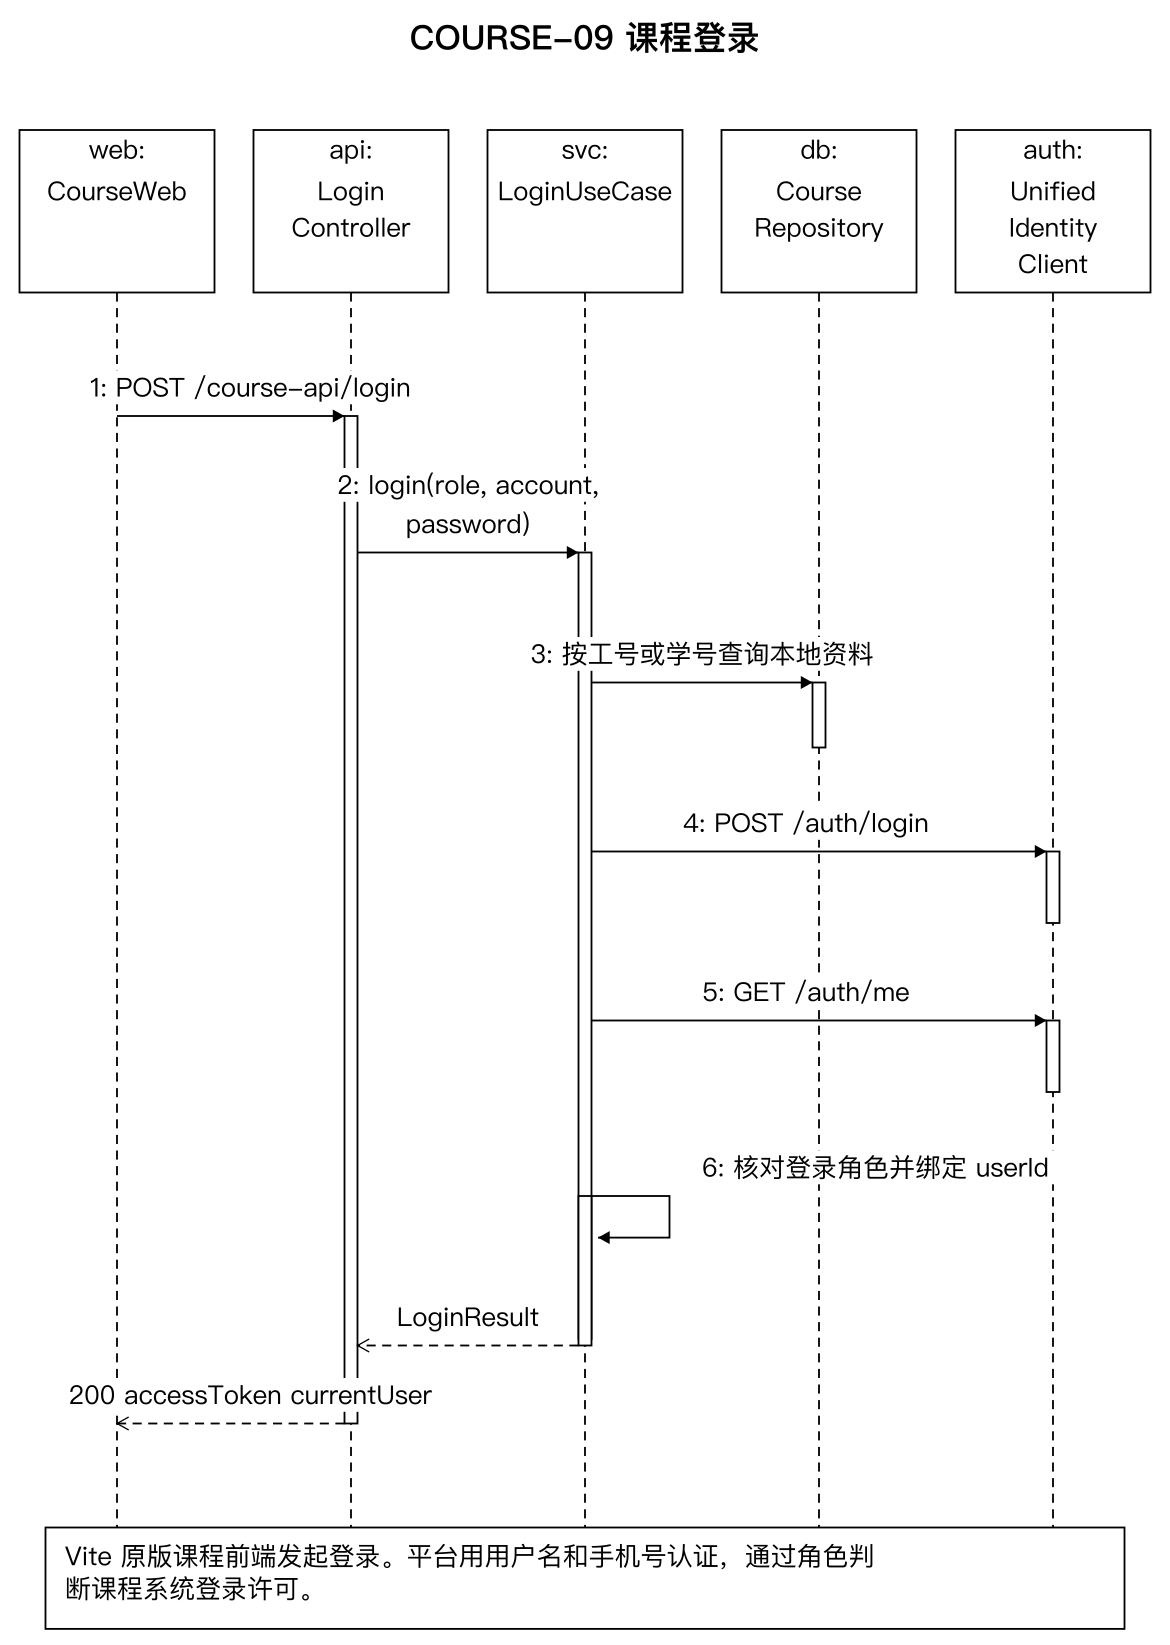 COURSE-09 课程登录
web:
CourseWeb
api:
Login
Controller
svc:
LoginUseCase
db:
Course
Repository
auth:
Unified
Identity
Client
1: POST /course-api/login
2: login(role, account,
password)
3: 按工号或学号查询本地资料
4: POST /auth/login
5: GET /auth/me
6: 核对登录角色并绑定 userId
LoginResult
200 accessToken currentUser
Vite 原版课程前端发起登录。平台用用户名和手机号认证，通过角色判
断课程系统登录许可。